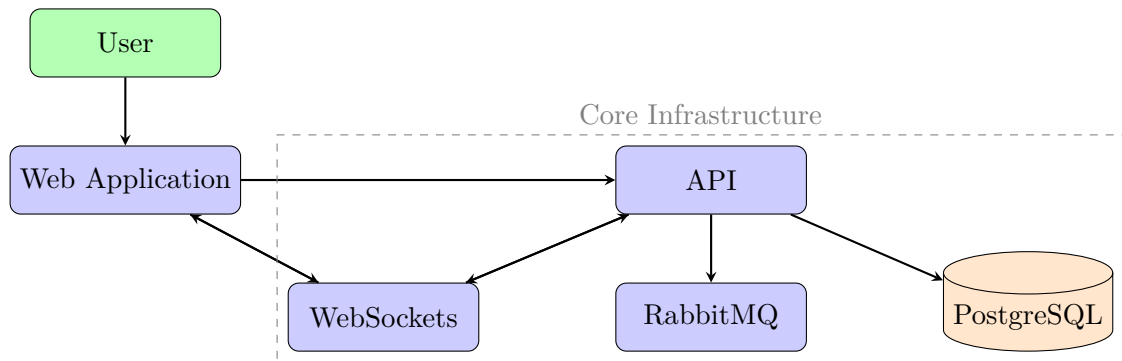 User
Core Infrastructure
Web Application
API
WebSockets
RabbitMQ
PostgreSQL